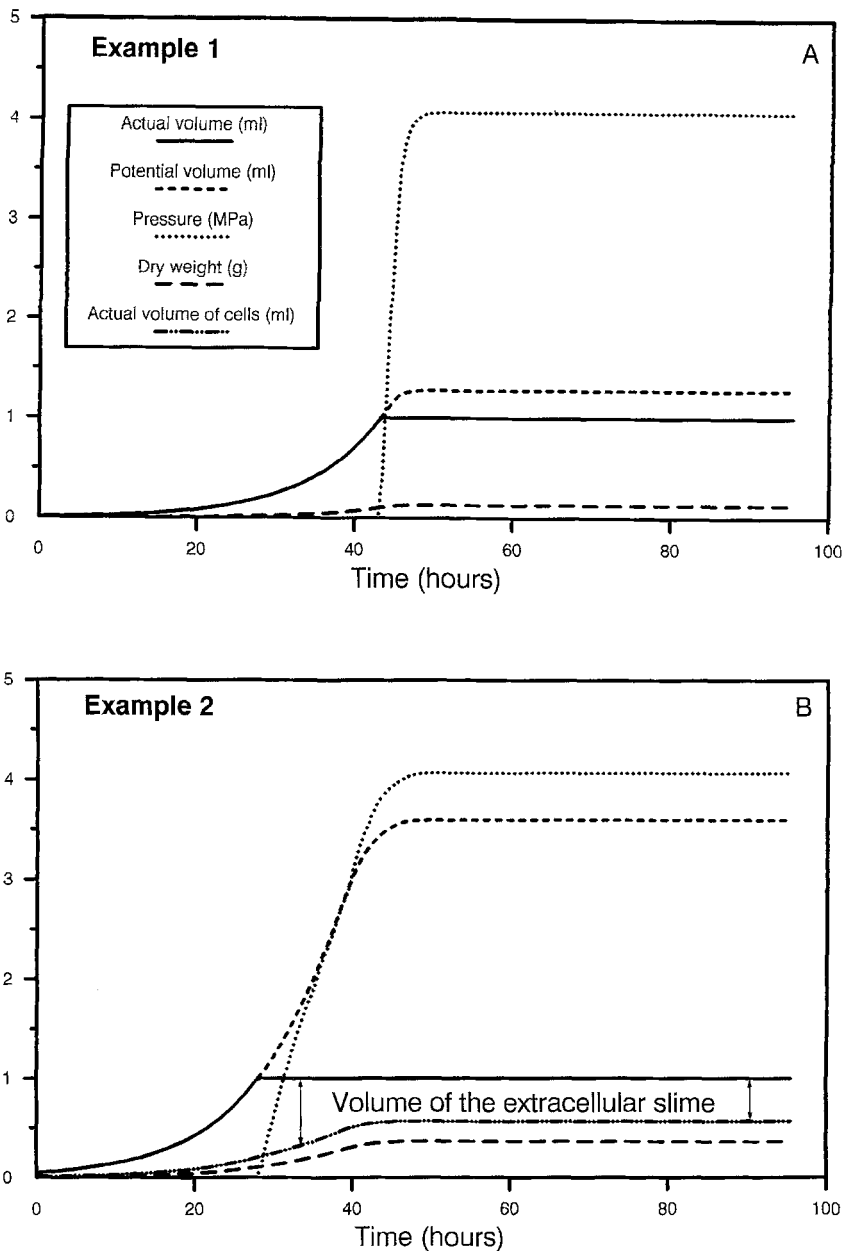 Example 1
A
5
4
3
2
1
0
Actual volume (ml)
Potential volume (ml)
Pressure (MPa)
Dry weight (g)
Actual volume of cells (ml)
0 20 40 60 80 100
Time (hours)
Example 2
B
5
4
3
2
1
0
Volume of the extracellular slime
0 20 40 60 80 100
Time (hours)